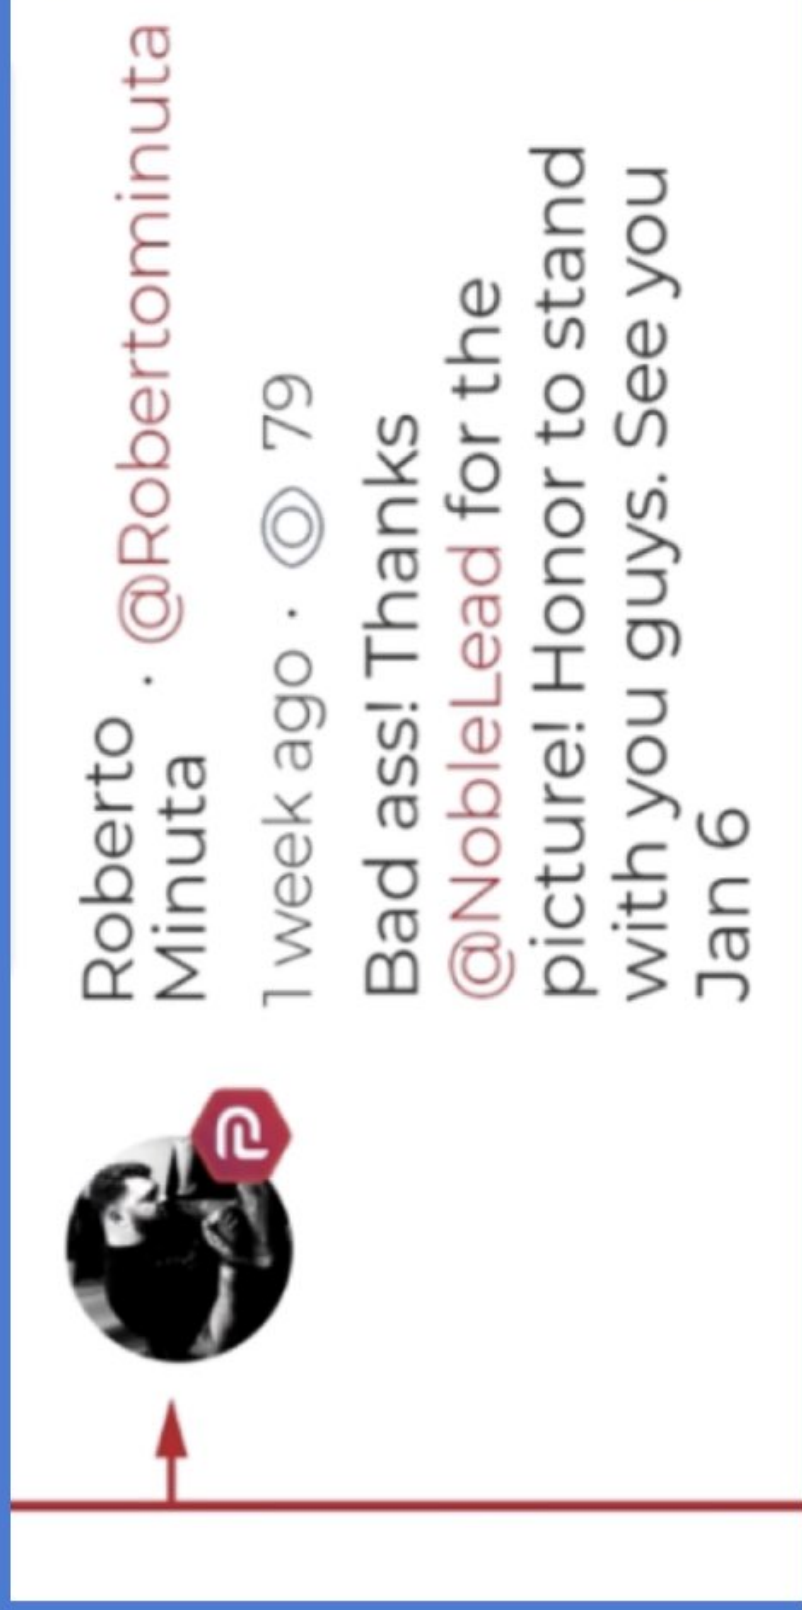 Roberto
Minuta
· @Robertominuta
1 week ago · 79
Bad ass! Thanks
@NobleLead for the
picture! Honor to stand
with you guys. See you
Jan 6